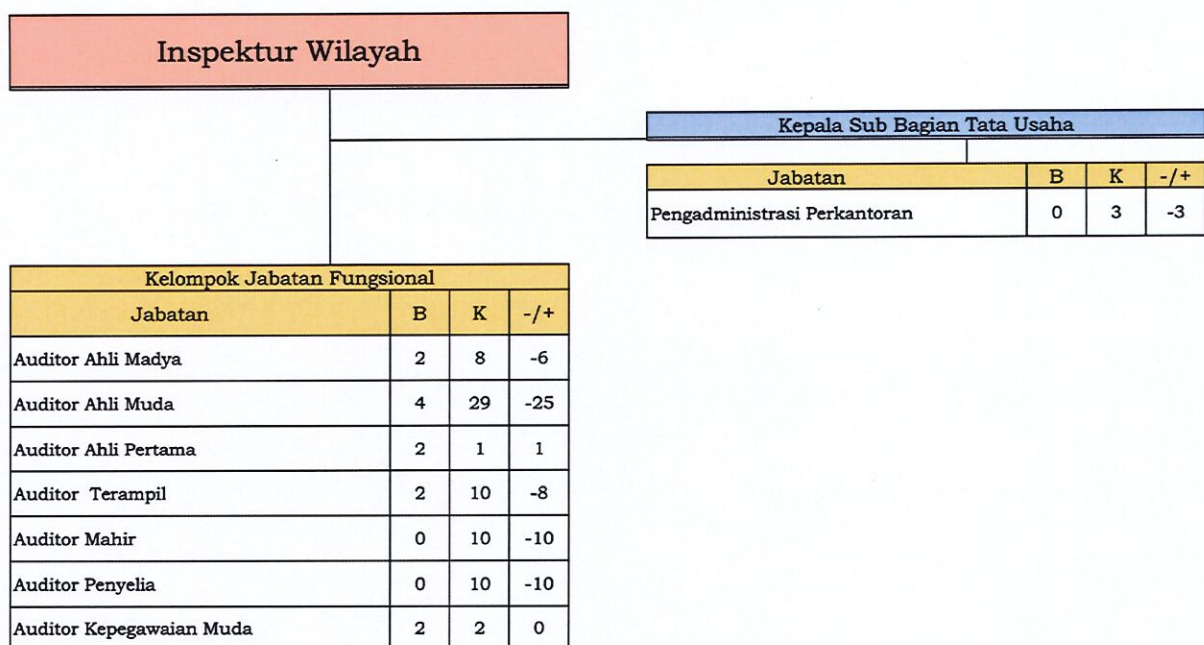 Inspektur Wilayah
Kepala Sub Bagian Tata Usaha
Jabatan B K -/+
Pengadministrasi Perkantoran 0 3 -3
Kelompok Jabatan Fungsional
Jabatan B K -/+
Auditor Ahli Madya 2 8 -6
Auditor Ahli Muda 4 29 -25
Auditor Ahli Pertama 2 1 1
Auditor Terampil 2 10 -8
Auditor Mahir 0 10 -10
Auditor Penyelia 0 10 -10
Auditor Kepegawaian Muda 2 2 0